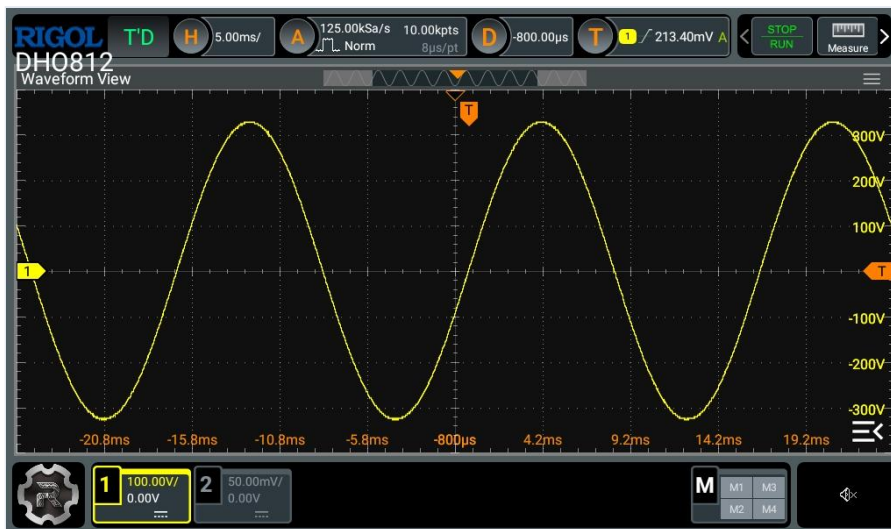 RIGOL T'D H 5.00ms/ A 125.00kSa/s 10.00kpts D -800.00µs T 1 213.40mV A STOP
Norm 8µs/pt RUN Measure
DHO812
Waveform View
T
300V
200V
100V
1 T
-100V
-200V
-300V
-20.8ms -15.8ms -10.8ms -5.8ms -800µs 4.2ms 9.2ms 14.2ms 19.2ms
1 100.00V/ 2 50.00mV/ M M1 M3
0.00V 0.00V M2 M4
R